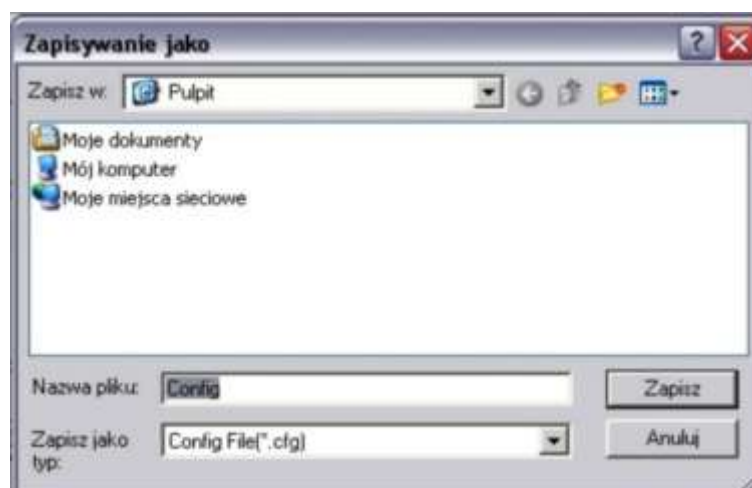 Zapisywanie jako
Zapisz w: Pulpit
Moje dokumenty
Mój komputer
Moje miejsca sieciowe
Nazwa pliku: Config Zapisz
Zapisz jako typ: Config File(*.cfg) Anuluj